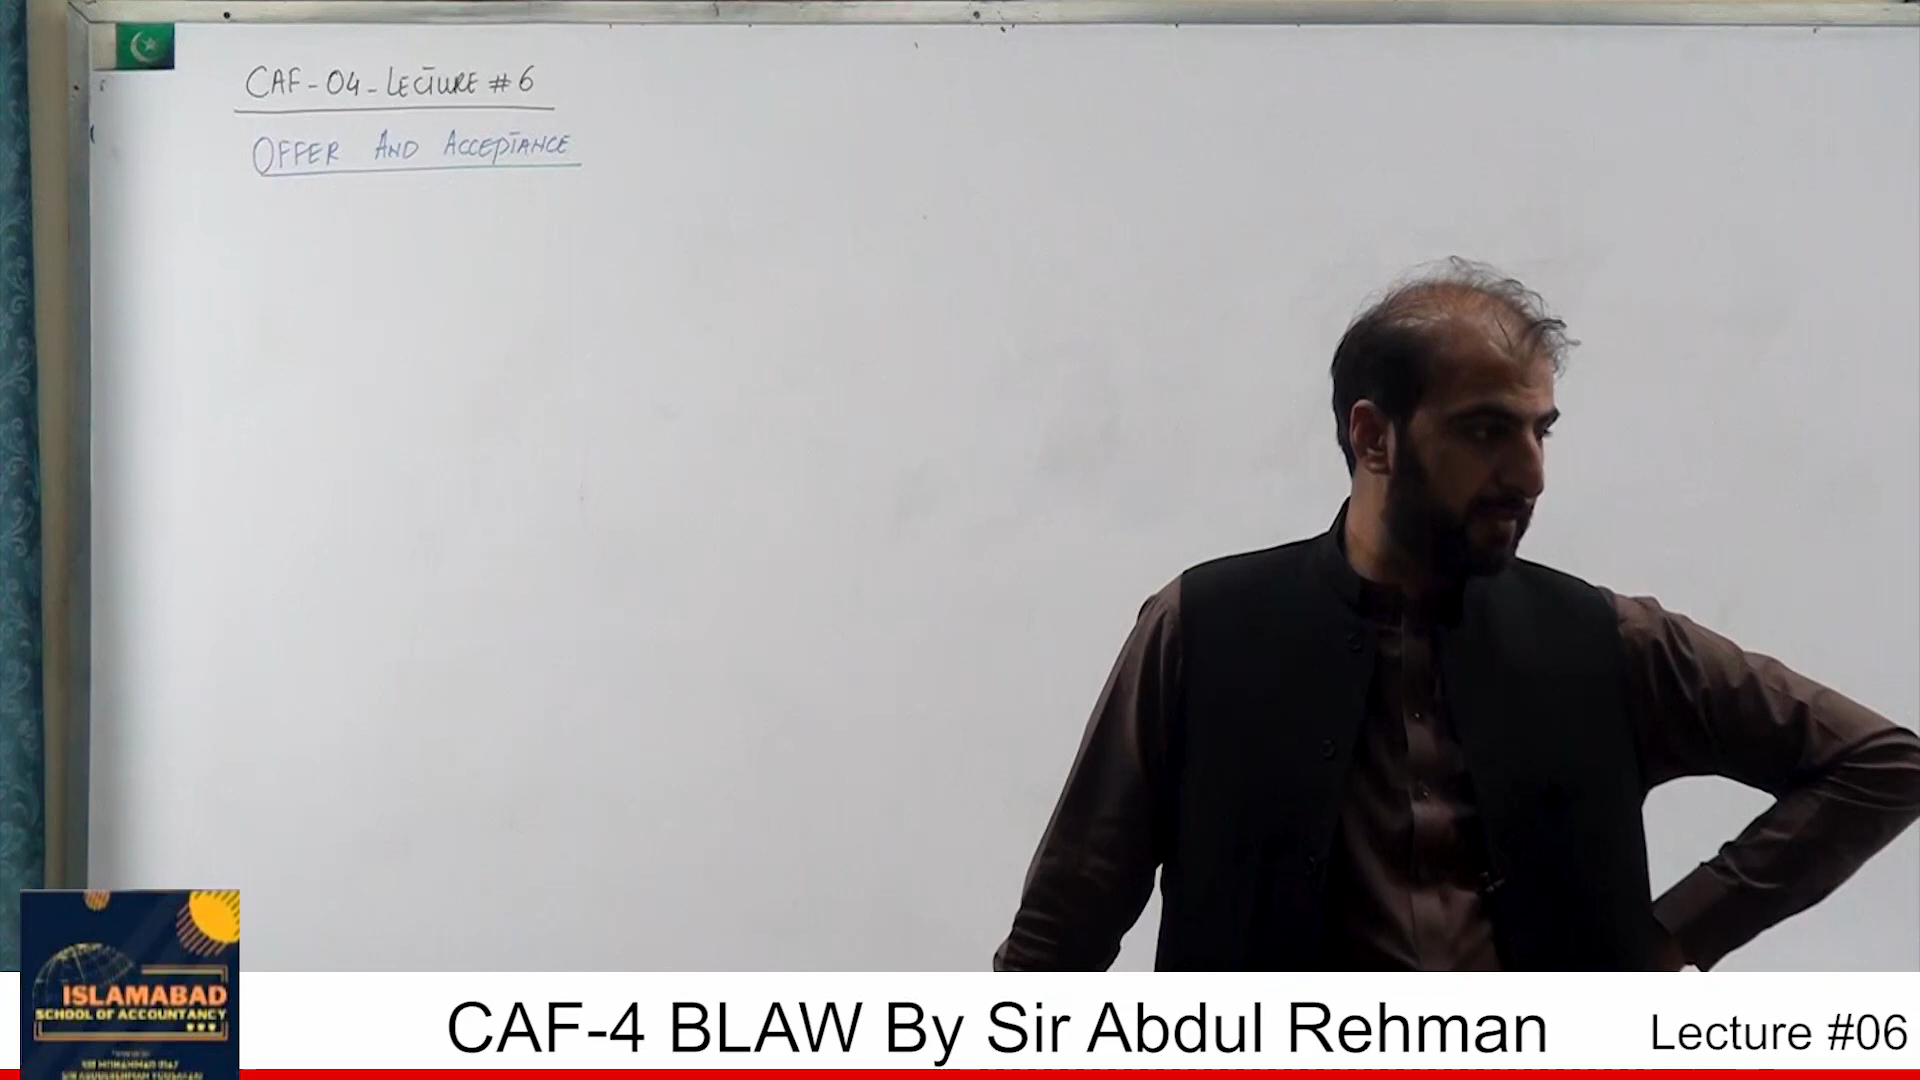 CAF-04-LECTURE #6
OFFER AND ACCEPTANCE
ISLAMABAD
SCHOOL OF ACCOUNTANCY
CAF-4 BLAW By Sir Abdul Rehman
Lecture #06